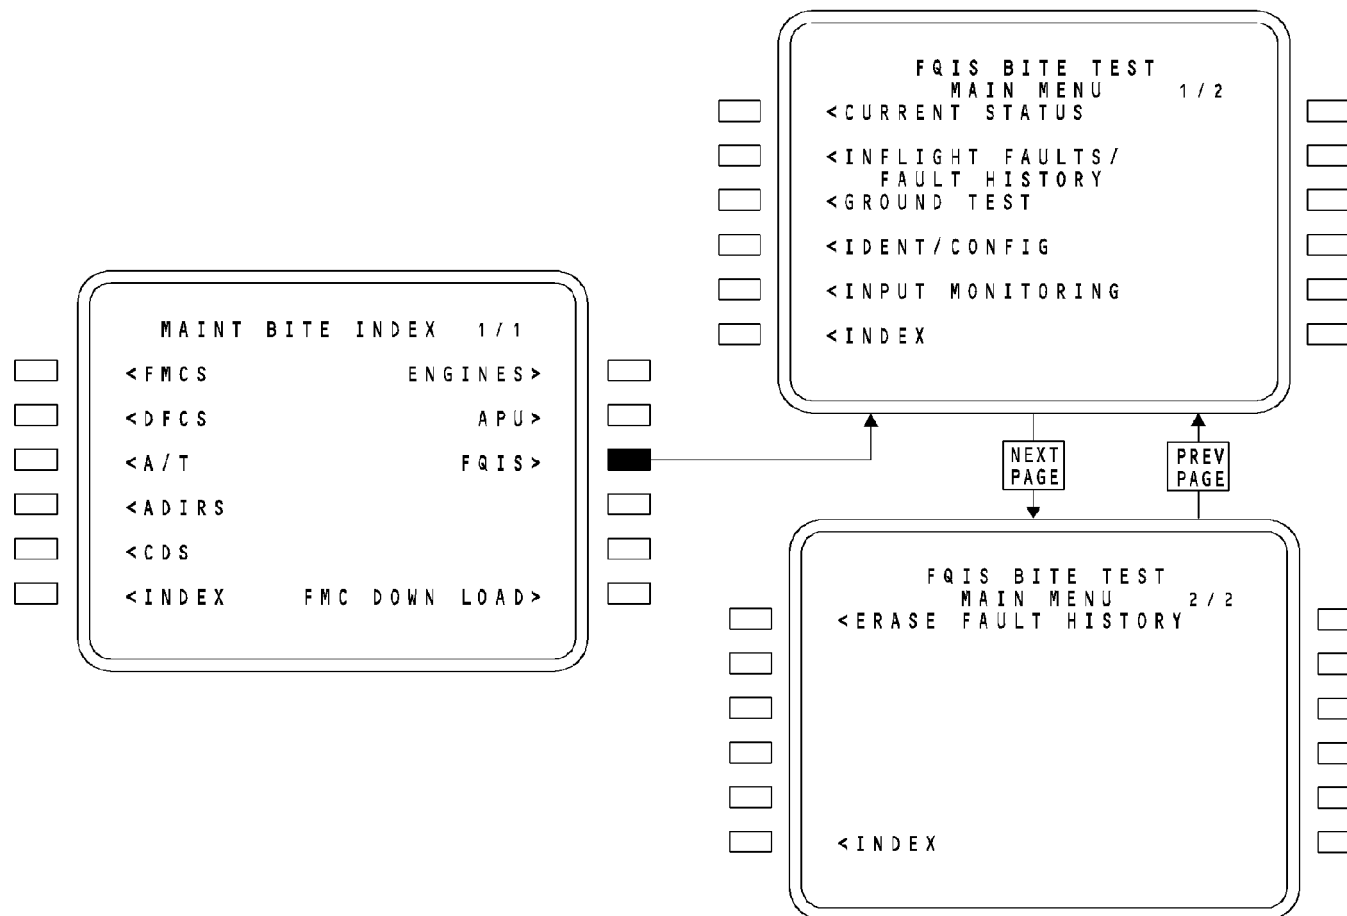 MAINT BITE INDEX 1/1
<FMCS ENGINES>
<DFCS APU>
<A/T FQIS>
<ADIRS
<CDS
<INDEX FMC DOWN LOAD>
FQIS BITE TEST
MAIN MENU 1/2
<CURRENT STATUS
<INFLIGHT FAULTS/
FAULT HISTORY
<GROUND TEST
<IDENT/CONFIG
<INPUT MONITORING
<INDEX
NEXT
PAGE
PREV
PAGE
FQIS BITE TEST
MAIN MENU 2/2
<ERASE FAULT HISTORY
<INDEX